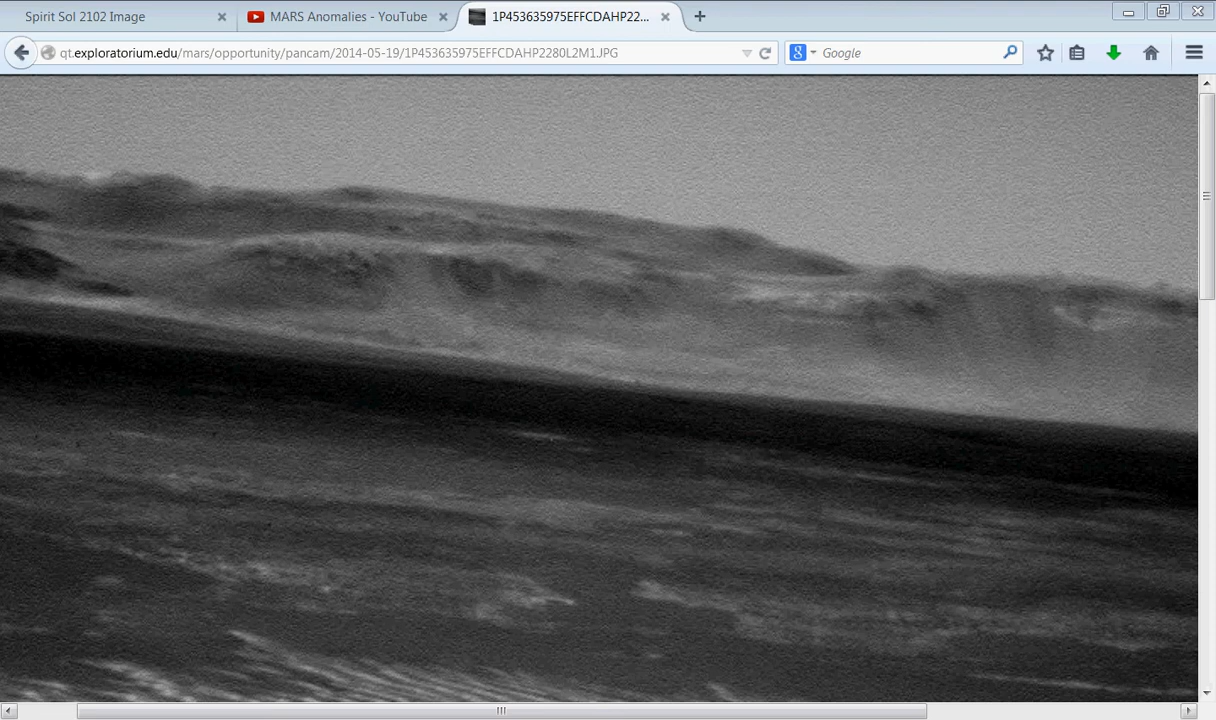 Spirit Sol 2102 Image
MARS Anomalies - YouTube
1P453635975EFFCDAHP22...
qt.exploratorium.edu/mars/opportunity/pancam/2014-05-19/1P453635975EFFCDAHP2280L2M1.JPG
Google